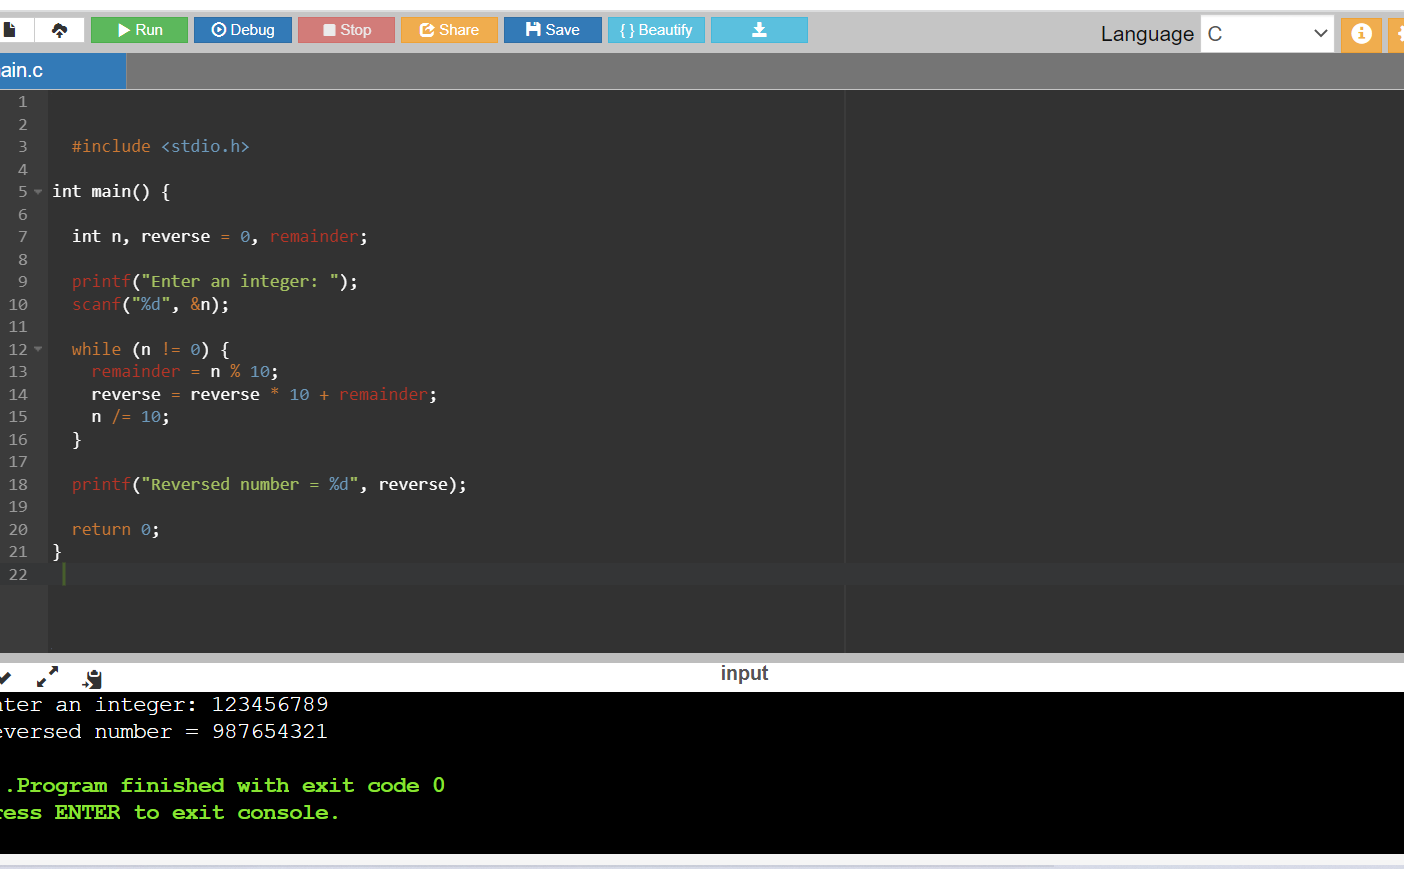 Run Debug Stop Share Save { } Beautify Language C
ain.c
1
2
3 #include <stdio.h>
4
5 int main() {
6
7 int n, reverse = 0, remainder;
8
9 printf("Enter an integer: ");
10 scanf("%d", &n);
11
12 while (n != 0) {
13 remainder = n % 10;
14 reverse = reverse * 10 + remainder;
15 n /= 10;
16 }
17
18 printf("Reversed number = %d", reverse);
19
20 return 0;
21 }
22
input
nter an integer: 123456789
eversed number = 987654321
..Program finished with exit code 0
ress ENTER to exit console.